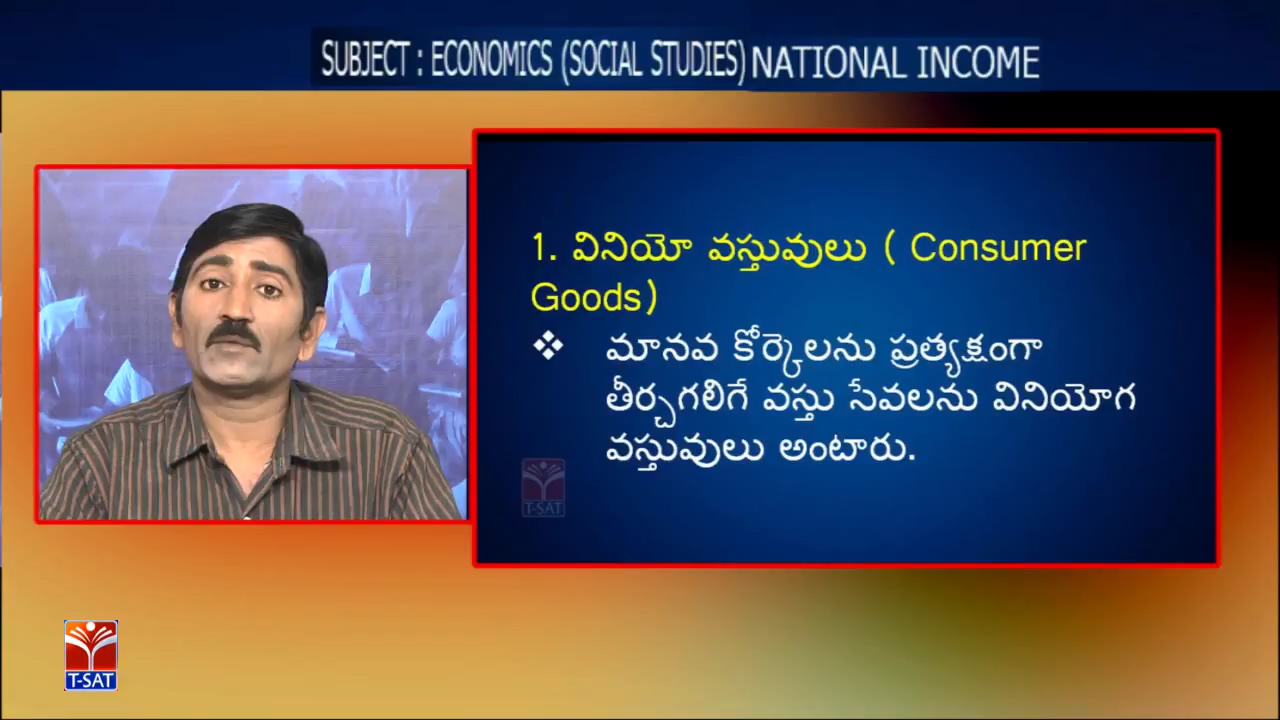 SUBJECT : ECONOMICS (SOCIAL STUDIES) NATIONAL INCOME
1. వినియో వస్తువులు ( Consumer
Goods)
❖ మానవ కోర్కెలను ప్రత్యక్షంగా
తీర్చగలిగే వస్తు సేవలను వినియోగ
వస్తువులు అంటారు.
T-SAT
T-SAT